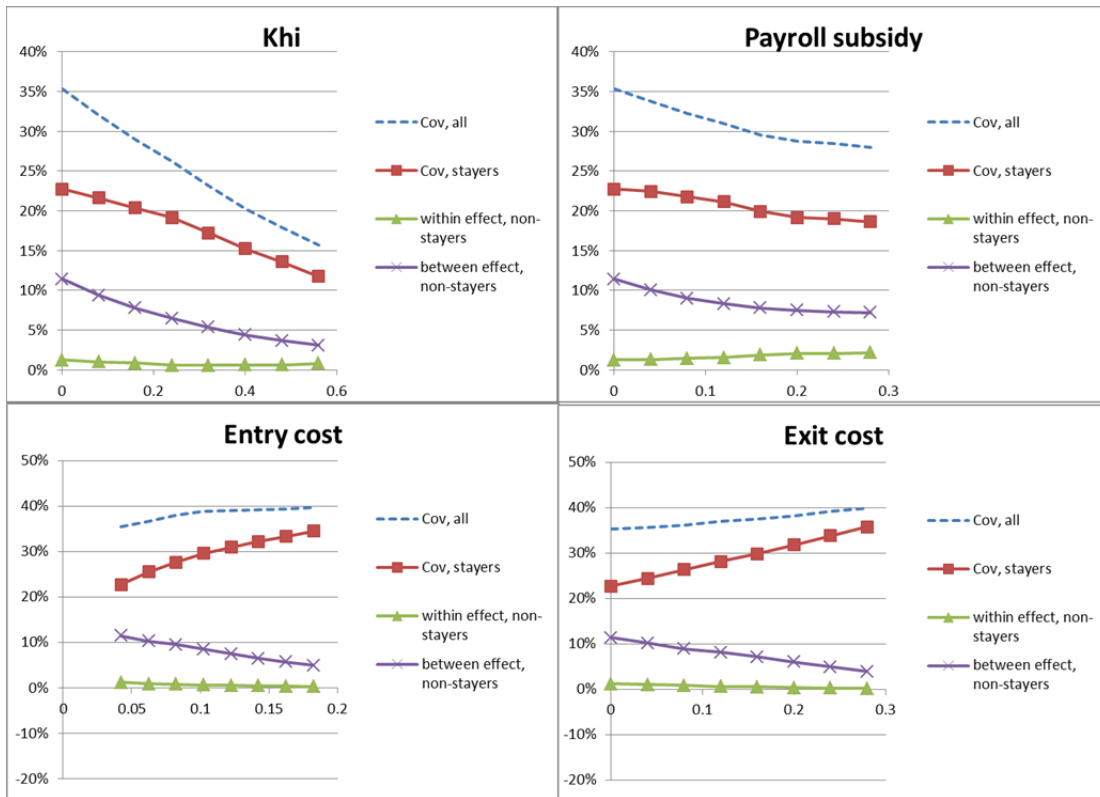 Khi
40%
35%
30%
25%
20%
15%
10%
5%
0%
0
0.2
0.4
0.6
Cov, all
Cov, stayers
within effect, non-
stayers
between effect,
non-stayers
Payroll subsidy
40%
35%
30%
25%
20%
15%
10%
5%
0%
0
0.1
0.2
0.3
Cov, all
Cov, stayers
within effect, non-
stayers
between effect,
non-stayers
Entry cost
50%
40%
30%
20%
10%
0%
-10%
-20%
0
0.05
0.1
0.15
0.2
Cov, all
Cov, stayers
within effect, non-
stayers
between effect,
non-stayers
Exit cost
50%
40%
30%
20%
10%
0%
-10%
-20%
0
0.1
0.2
0.3
Cov, all
Cov, stayers
within effect, non-
stayers
between effect,
non-stayers